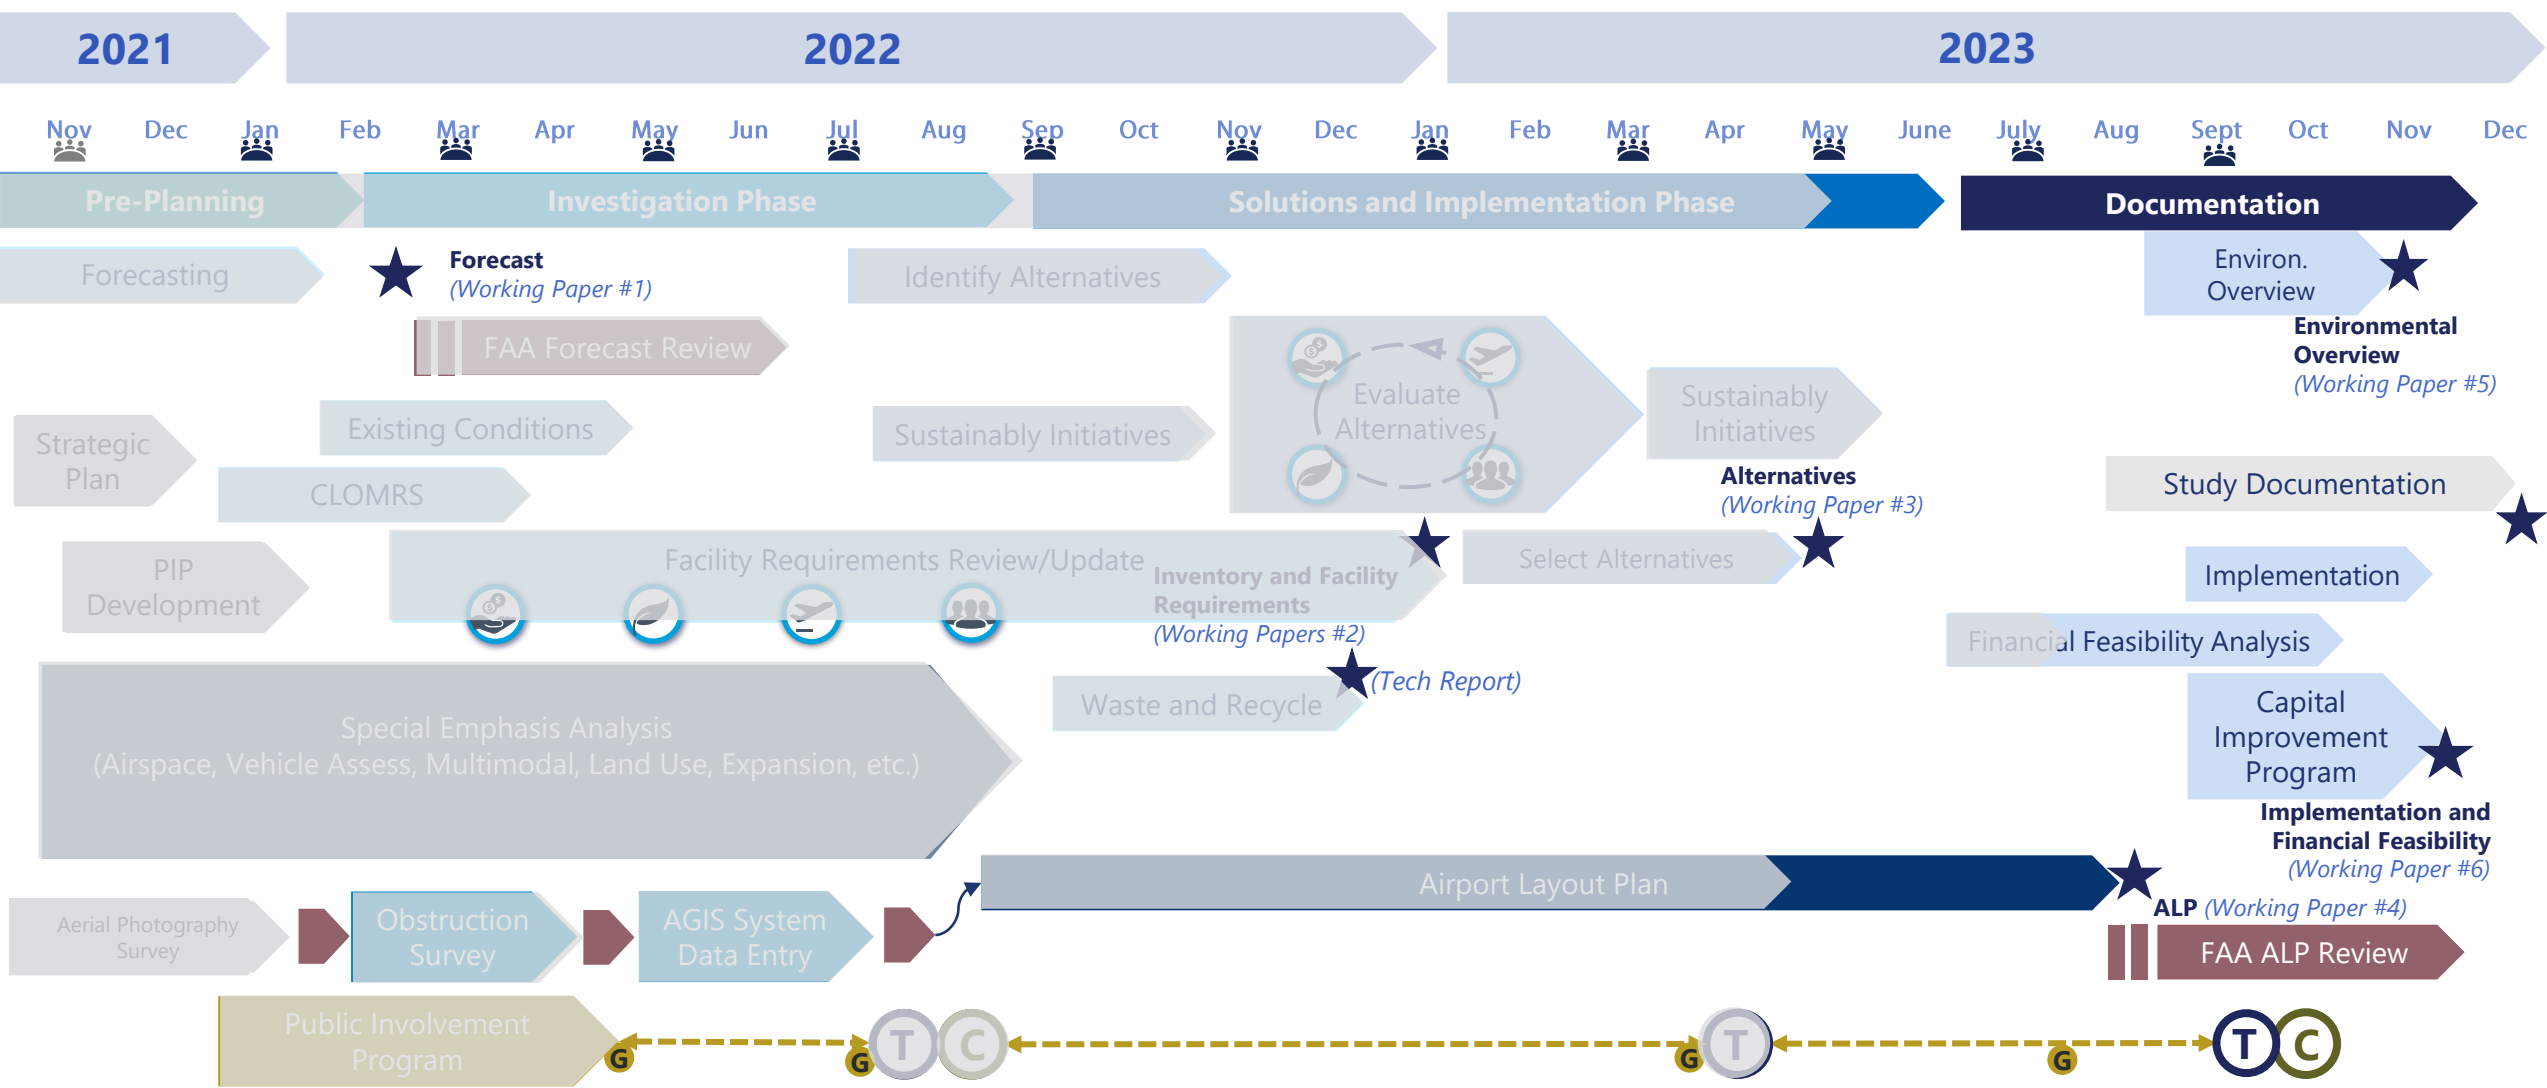 2021
2022
2023
Nov Dec Jan Feb Mar Apr May Jun Jul Aug Sep Oct Nov Dec Jan Feb Mar Apr May June July Aug Sept Oct Nov Dec
Pre-Planning
Investigation Phase
Solutions and Implementation Phase
Documentation
Forecasting
Forecast
(Working Paper #1)
Identify Alternatives
Environ.
Overview
Environmental
Overview
(Working Paper #5)
FAA Forecast Review
Evaluate
Alternatives
Sustainably
Initiatives
Strategic
Plan
Existing Conditions
Sustainably Initiatives
CLOMRS
Alternatives
(Working Paper #3)
Study Documentation
PIP
Development
Facility Requirements Review/Update
Inventory and Facility
Requirements
(Working Papers #2)
Select Alternatives
Implementation
Financial Feasibility Analysis
Special Emphasis Analysis
(Airspace, Vehicle Assess, Multimodal, Land Use, Expansion, etc.)
Waste and Recycle
(Tech Report)
Capital
Improvement
Program
Implementation and
Financial Feasibility
(Working Paper #6)
Airport Layout Plan
ALP (Working Paper #4)
Aerial Photography
Survey
Obstruction
Survey
AGIS System
Data Entry
FAA ALP Review
Public Involvement
Program
G
G
T
C
G
T
G
T
C